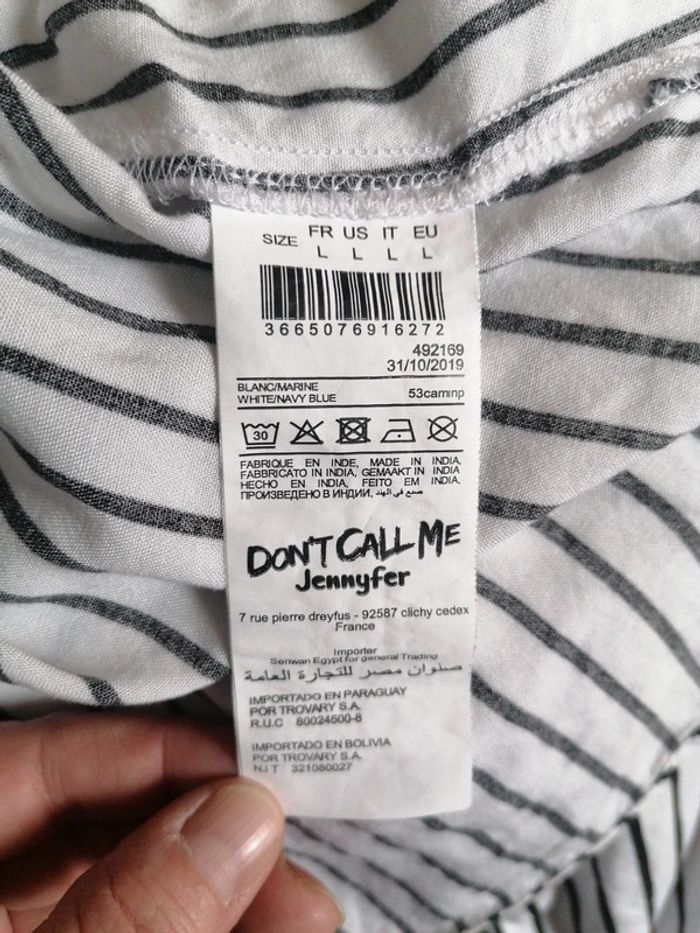 SIZE FR US IT EU
L L L L
3665076916272
492169
31/10/2019
BLANC/MARINE
WHITE/NAVY BLUE 53caminp
30
FABRIQUE EN INDE, MADE IN INDIA,
FABBRICATO IN INDIA, GEMAAKT IN INDIA
HECHO EN INDIA, FEITO EM INDIA,
ПРОИЗВЕДЕНО В ИНДИИ, صنع في الهند
DON'T CALL ME
Jennyfer
7 rue pierre dreyfus - 92587 clichy cedex
France
Importer
Senwan Egypt for general Trading
صنوان مصر للتجارة العامة
IMPORTADO EN PARAGUAY
POR TROVARY S.A.
R.U.C 80024500-8
IMPORTADO EN BOLIVIA
POR TROVARY S.A.
N.I.T 321080027